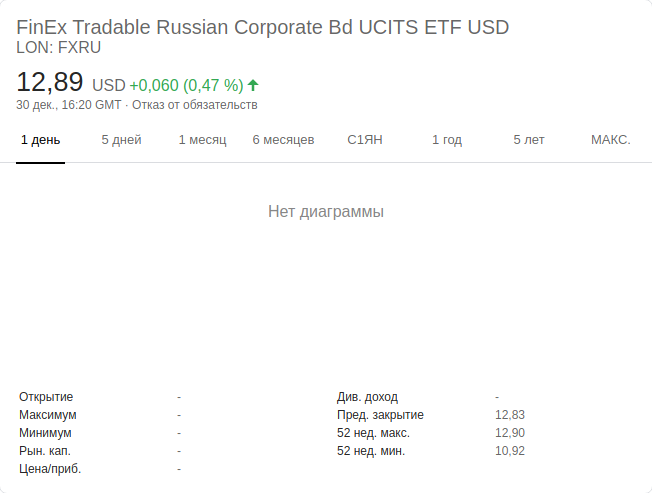 FinEx Tradable Russian Corporate Bd UCITS ETF USD
LON: FXRU
12,89 USD +0,060 (0,47 %)
30 дек., 16:20 GMT · Отказ от обязательств
1 день 5 дней 1 месяц 6 месяцев С1ЯН 1 год 5 лет МАКС.
Нет диаграммы
Открытие - Див. доход -
Максимум - Пред. закрытие 12,83
Минимум - 52 нед. макс. 12,90
Рын. кап. - 52 нед. мин. 10,92
Цена/приб. -